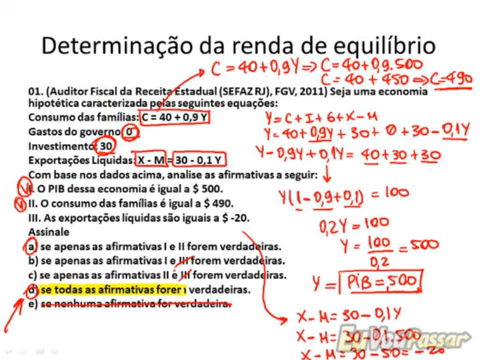 Determinação da renda de equilíbrio
C = 40 + 0,9Y → C = 40 + 0,9.500
C = 40 + 450 → C = 490
01. (Auditor Fiscal da Receita Estadual (SEFAZ RJ), FGV, 2011) Seja uma economia
hipotética caracterizada pelas seguintes equações:
Consumo das famílias: C = 40 + 0,9 Y
Gastos do governo: 0
Investimento: 30
Exportações Líquidas: X - M = 30 - 0,1 Y
Com base nos dados acima, analise as afirmativas a seguir:
I. O PIB dessa economia é igual a $ 500.
II. O consumo das famílias é igual a $ 490.
III. As exportações líquidas são iguais a $ -20.
Assinale
a) se apenas as afirmativas I e II forem verdadeiras.
b) se apenas as afirmativas I e III forem verdadeiras.
c) se apenas as afirmativas II e III forem verdadeiras.
d) se todas as afirmativas forem verdadeiras.
e) se nenhuma afirmativa for verdadeira.
Y = C + I + G + X - M
Y = 40 + 0,9Y + 30 + 0 + 30 - 0,1Y
Y - 0,9Y + 0,1Y = 40 + 30 + 30
Y(1 - 0,9 + 0,1) = 100
0,2Y = 100
Y = 100/0,2 = 500
Y = PIB = 500
X - M = 30 - 0,1Y
X - M = 30 - 0,1.500
X - M = 30 - 50 = -20
Eu Vou Passar